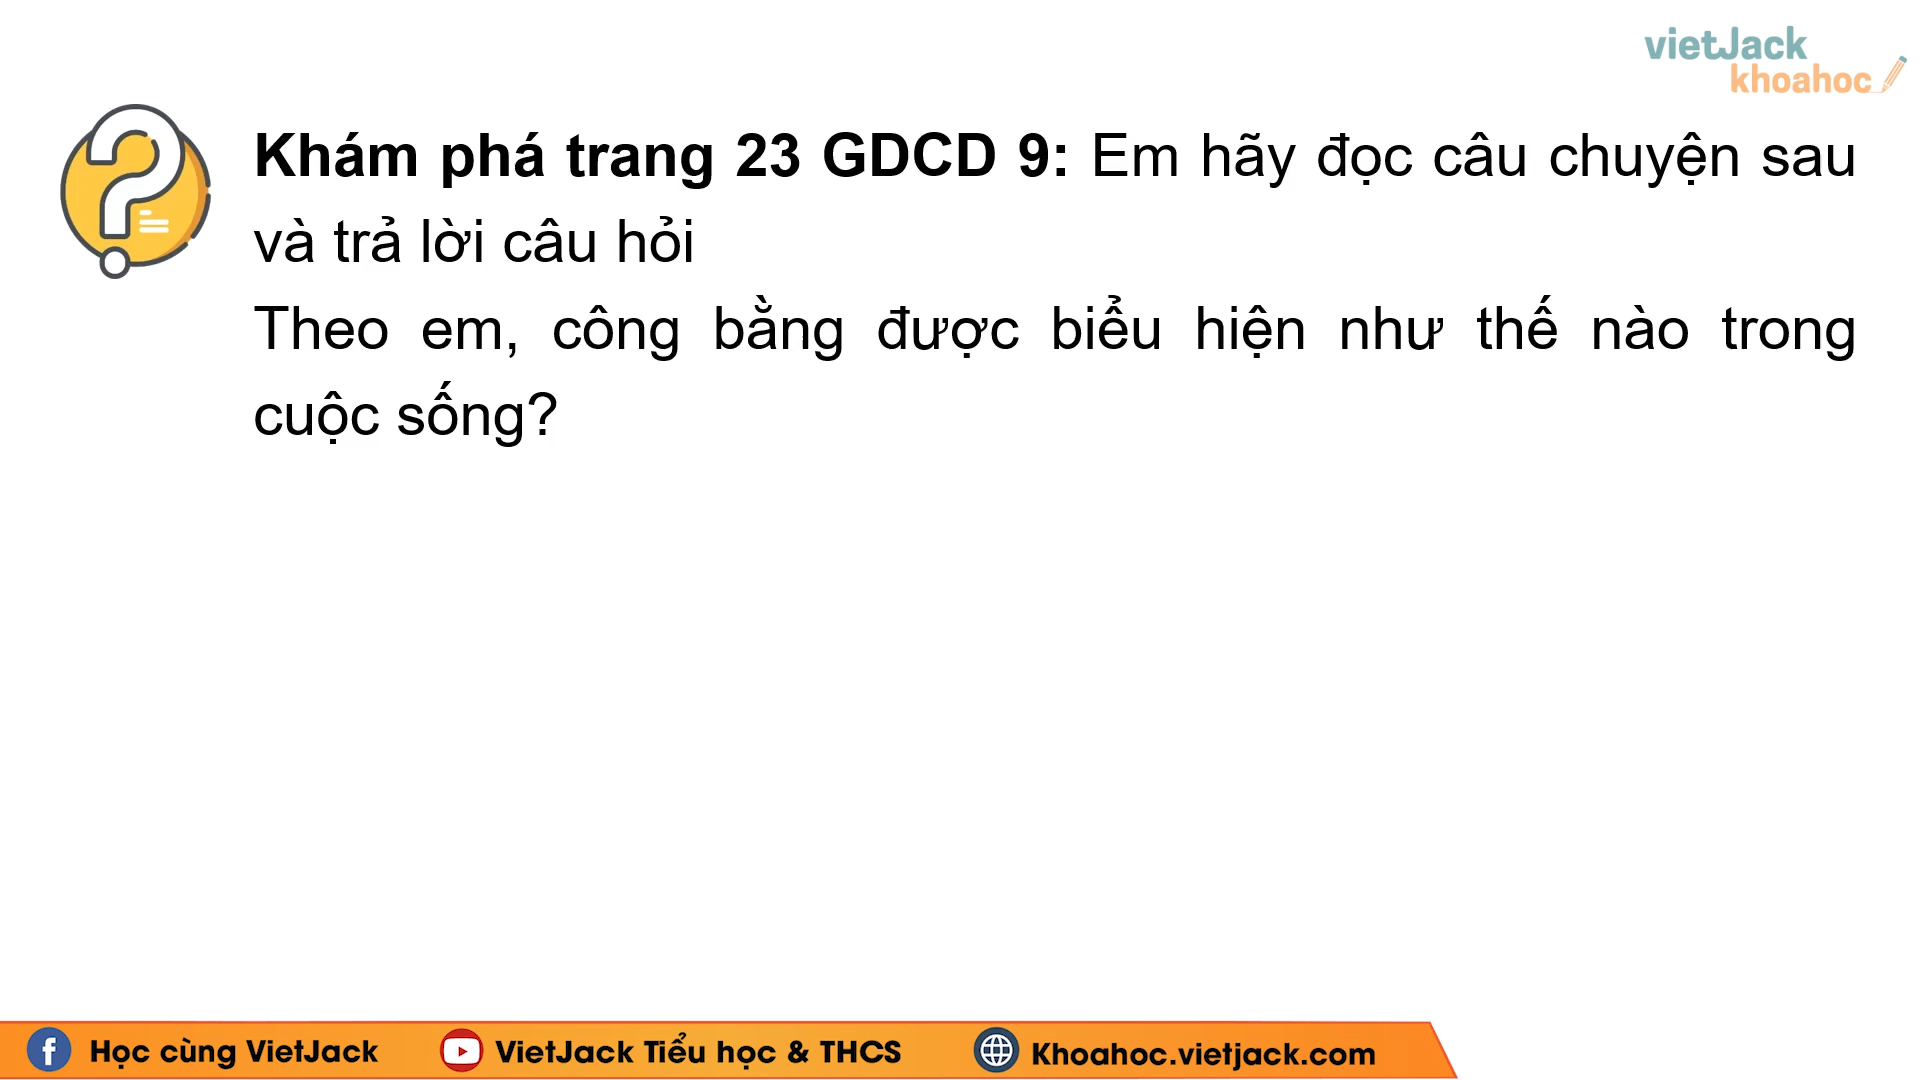 vietJack
khoahoc
Khám phá trang 23 GDCD 9: Em hãy đọc câu chuyện sau
và trả lời câu hỏi
Theo em, công bằng được biểu hiện như thế nào trong
cuộc sống?
Học cùng VietJack
VietJack Tiểu học & THCS
Khoahoc.vietjack.com